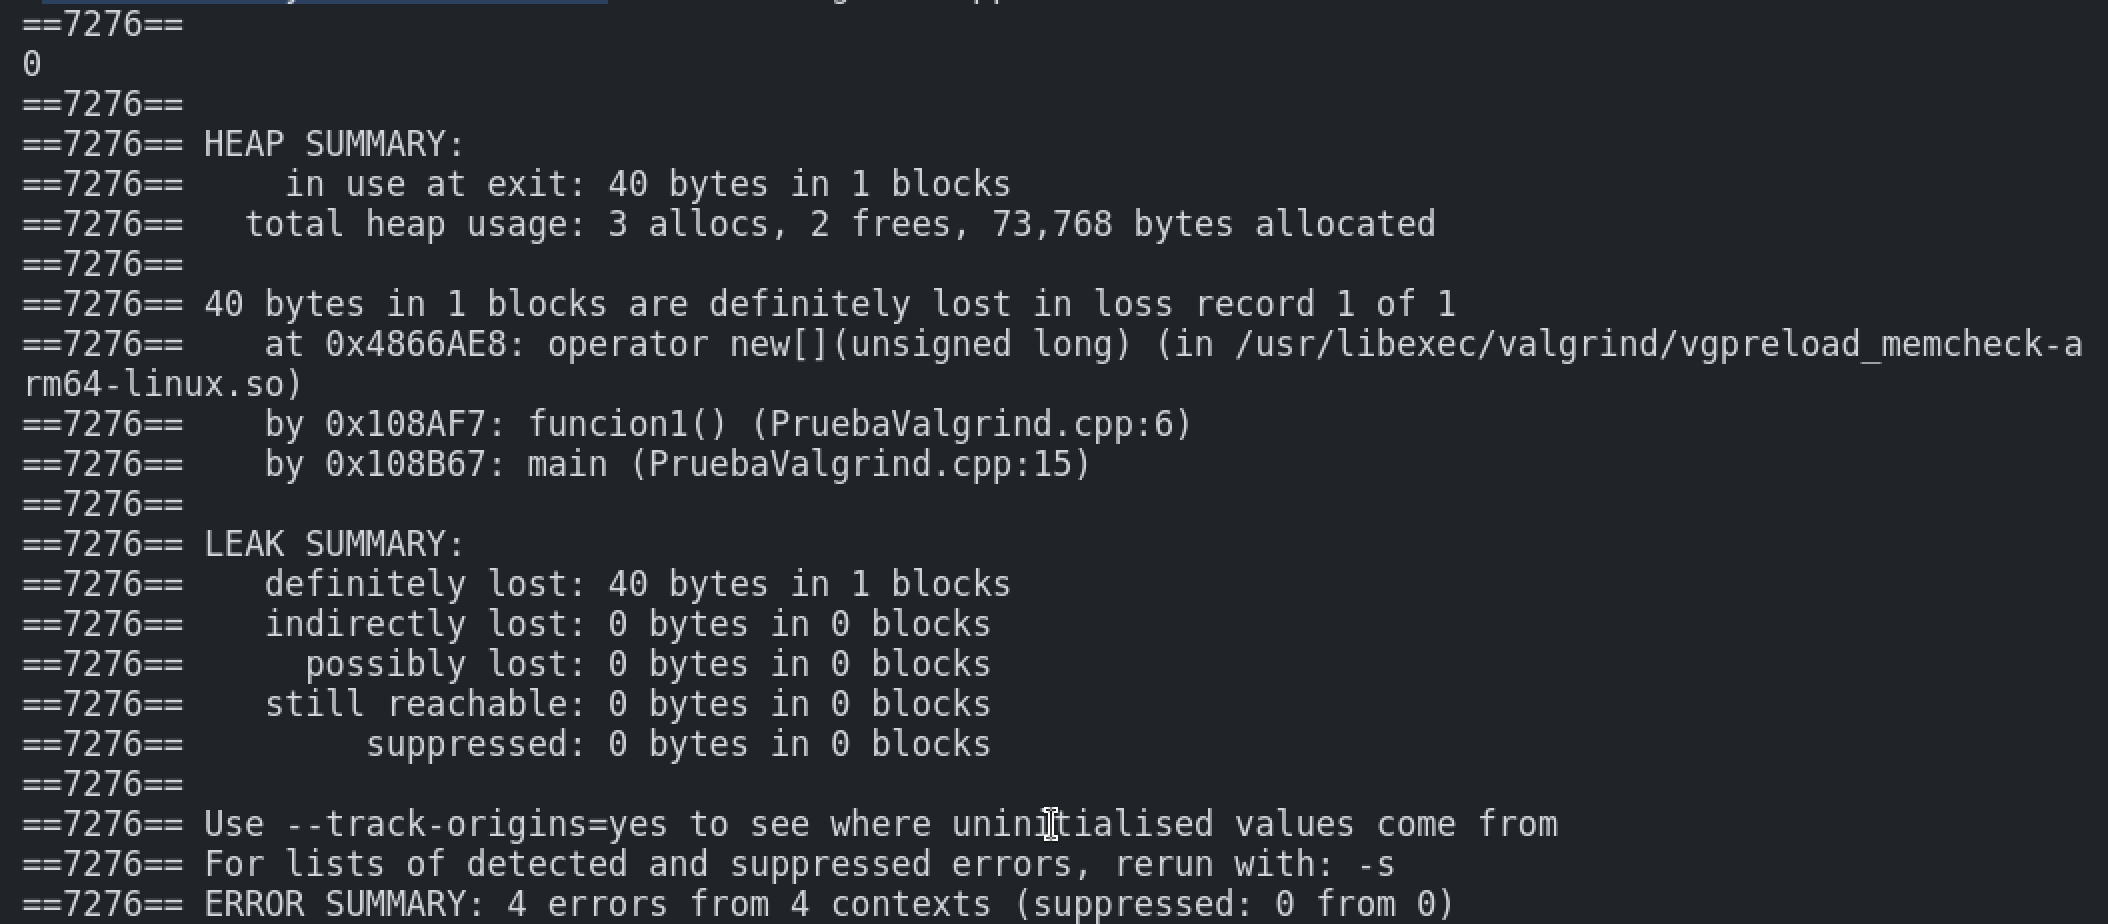 ==7276==
0
==7276==
==7276== HEAP SUMMARY:
==7276==     in use at exit: 40 bytes in 1 blocks
==7276==   total heap usage: 3 allocs, 2 frees, 73,768 bytes allocated
==7276==
==7276== 40 bytes in 1 blocks are definitely lost in loss record 1 of 1
==7276==    at 0x4866AE8: operator new[](unsigned long) (in /usr/libexec/valgrind/vgpreload_memcheck-a
rm64-linux.so)
==7276==    by 0x108AF7: funcion1() (PruebaValgrind.cpp:6)
==7276==    by 0x108B67: main (PruebaValgrind.cpp:15)
==7276==
==7276== LEAK SUMMARY:
==7276==    definitely lost: 40 bytes in 1 blocks
==7276==    indirectly lost: 0 bytes in 0 blocks
==7276==      possibly lost: 0 bytes in 0 blocks
==7276==    still reachable: 0 bytes in 0 blocks
==7276==         suppressed: 0 bytes in 0 blocks
==7276==
==7276== Use --track-origins=yes to see where uninitialised values come from
==7276== For lists of detected and suppressed errors, rerun with: -s
==7276== ERROR SUMMARY: 4 errors from 4 contexts (suppressed: 0 from 0)